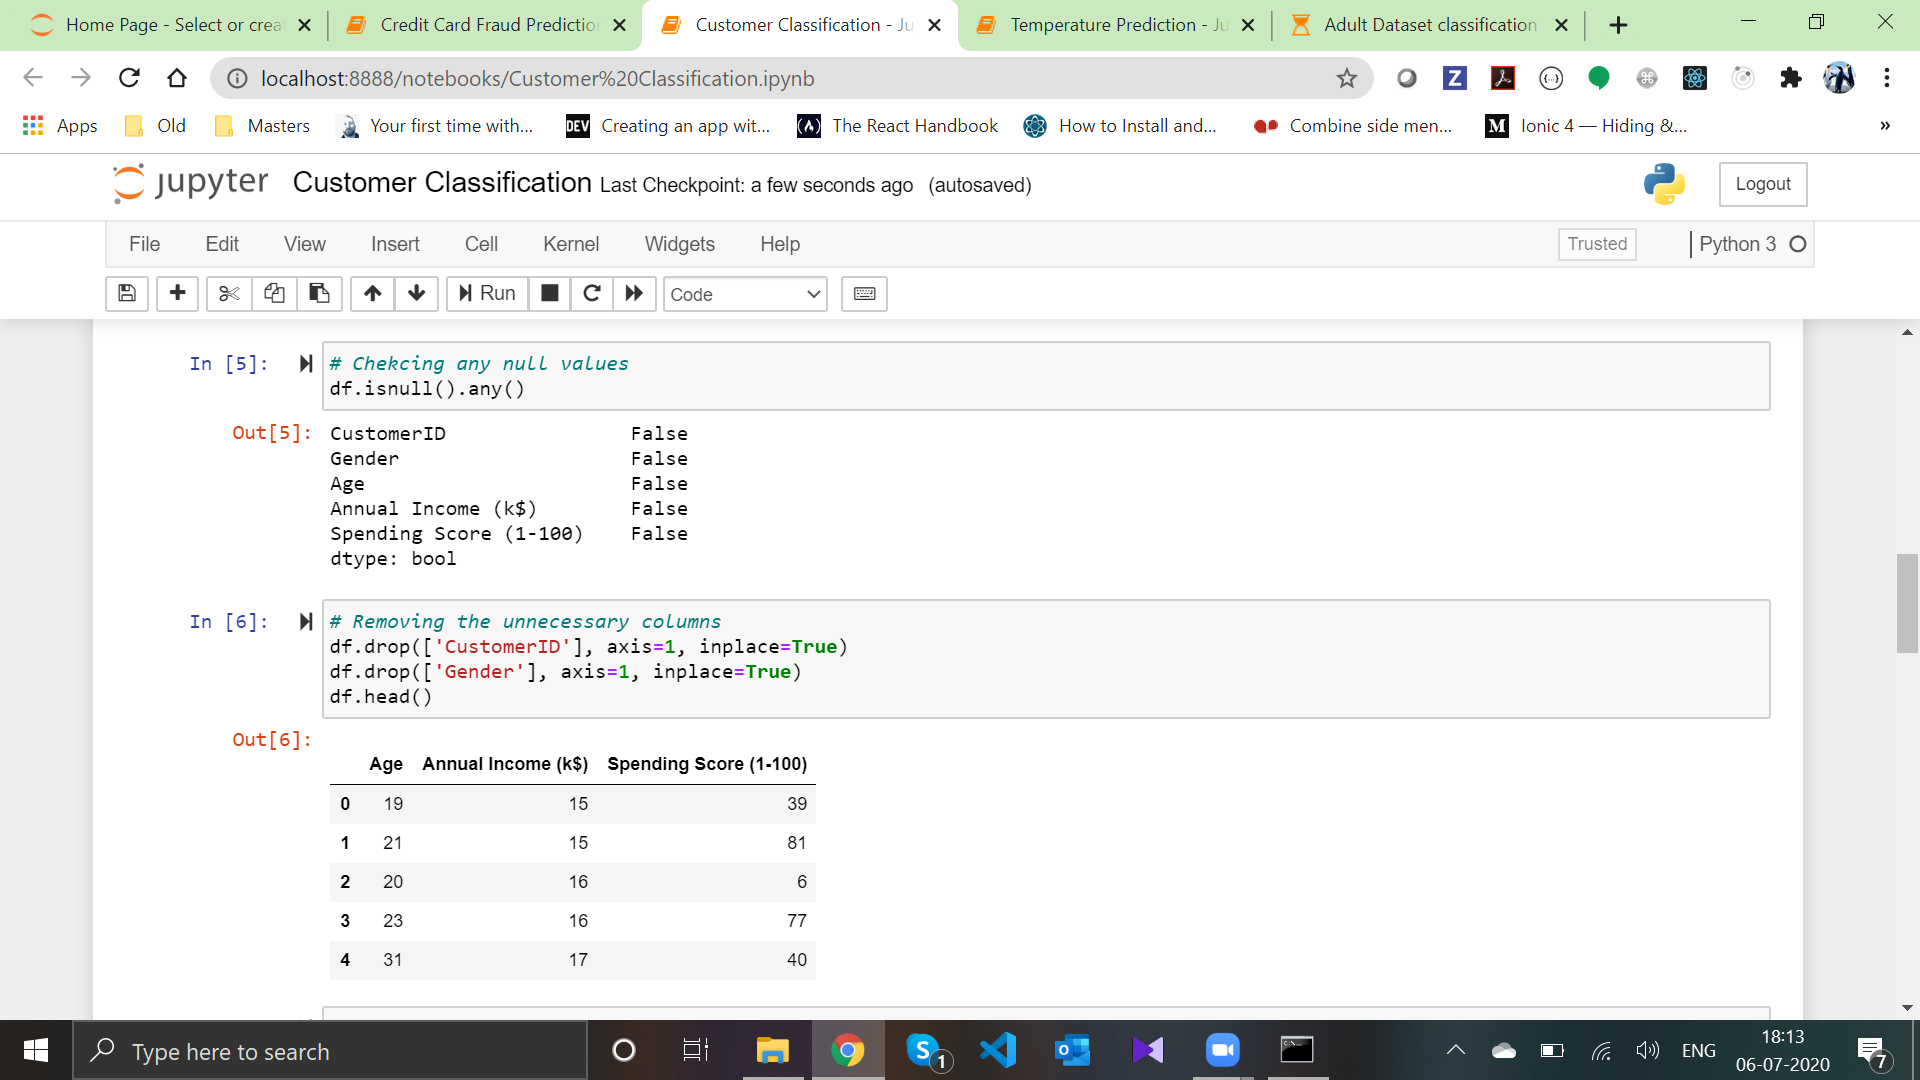 Home Page - Select or crea
Credit Card Fraud Prediction
Customer Classification - Ju
Temperature Prediction - Ju
Adult Dataset classification
localhost:8888/notebooks/Customer%20Classification.ipynb
Apps
Old
Masters
Your first time with...
DEV
Creating an app wit...
The React Handbook
How to Install and...
Combine side men...
M
Ionic 4 — Hiding &...
»
jupyter
Customer Classification
Last Checkpoint: a few seconds ago
(autosaved)
Logout
File
Edit
View
Insert
Cell
Kernel
Widgets
Help
Trusted
Python 3
Run
Code
In [5]:
# Chekcing any null values
df.isnull().any()
Out[5]:
CustomerID False
Gender False
Age False
Annual Income (k$) False
Spending Score (1-100) False
dtype: bool
In [6]:
# Removing the unnecessary columns
df.drop(['CustomerID'], axis=1, inplace=True)
df.drop(['Gender'], axis=1, inplace=True)
df.head()
Out[6]:
Age Annual Income (k$) Spending Score (1-100)
0 19 15 39
1 21 15 81
2 20 16 6
3 23 16 77
4 31 17 40
Type here to search
S
1
ENG
18:13
06-07-2020
7